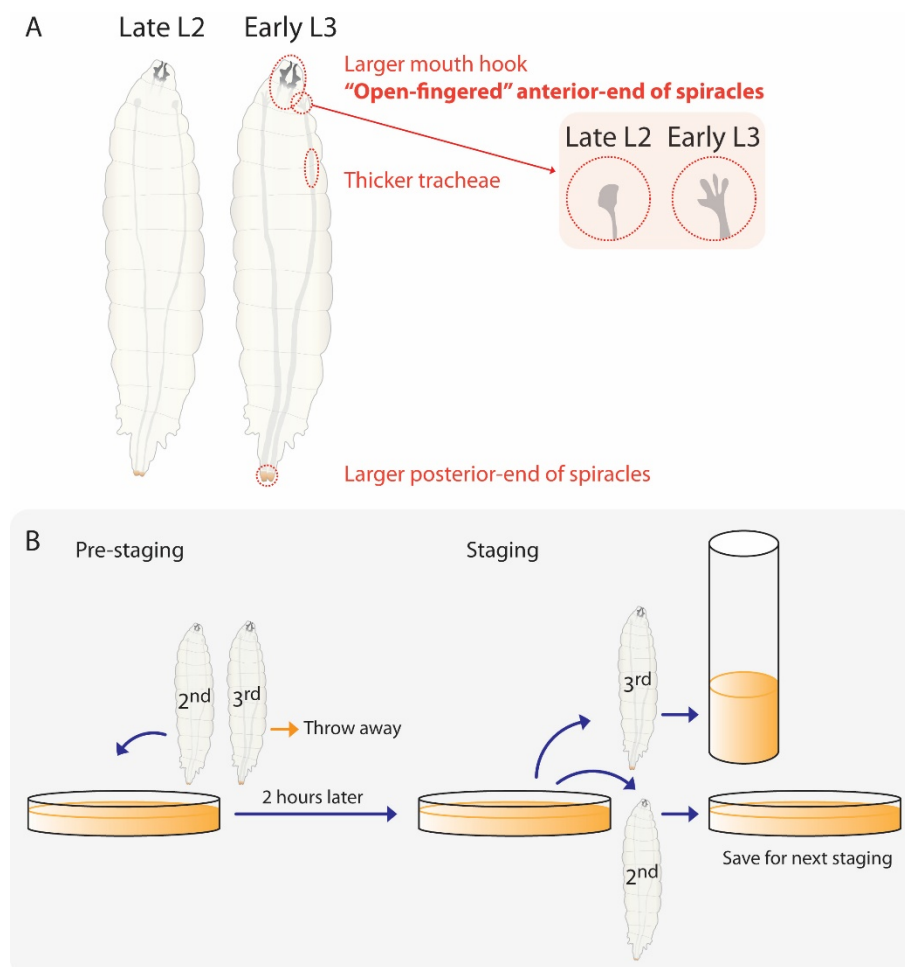 A
Late L2 Early L3
Larger mouth hook
“Open-fingered” anterior-end of spiracles
Late L2 Early L3
Thicker tracheae
Larger posterior-end of spiracles
B
Pre-staging
Staging
2nd
3rd
Throw away
2 hours later
3rd
2nd
Save for next staging